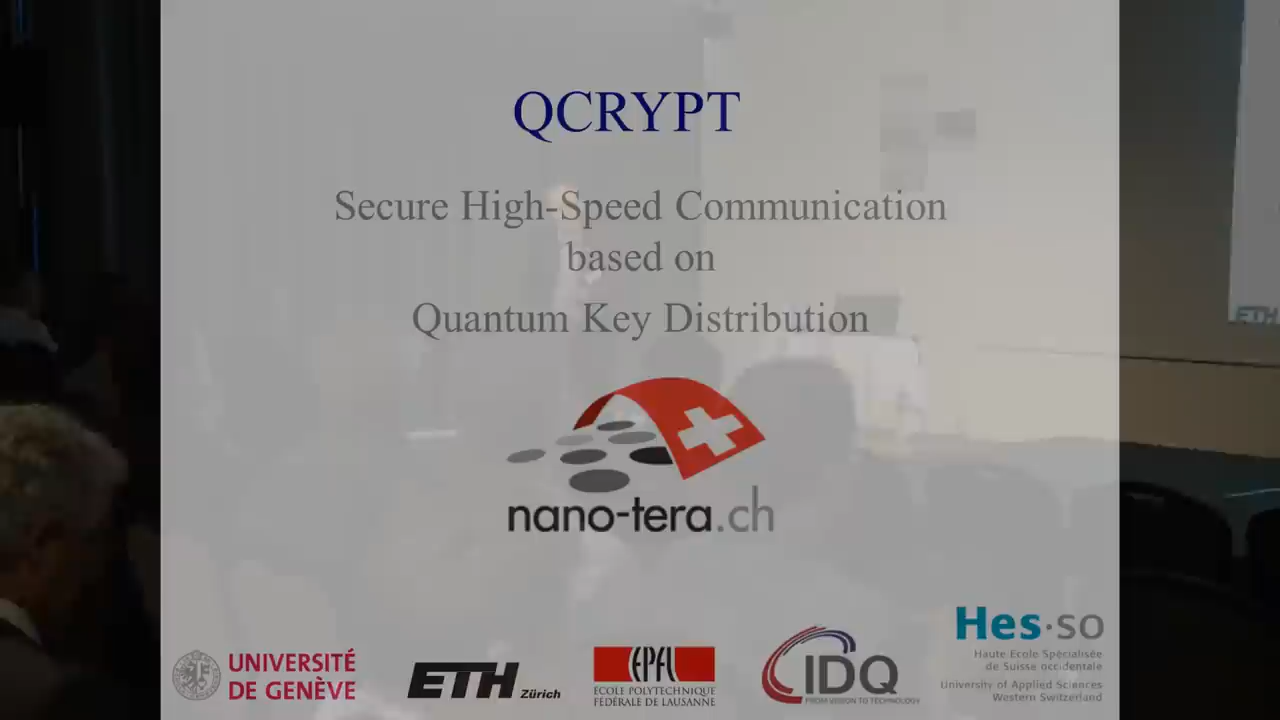 QCRYPT
Secure High-Speed Communication
based on
Quantum Key Distribution
nano-tera.ch
UNIVERSITÉ
DE GENÈVE
ETH Zürich
EPFL
ÉCOLE POLYTECHNIQUE
FÉDÉRALE DE LAUSANNE
IDQ
FROM VISION TO TECHNOLOGY
Hes·so
Haute Ecole Spécialisée
de Suisse occidentale
University of Applied Sciences
Western Switzerland
ETH